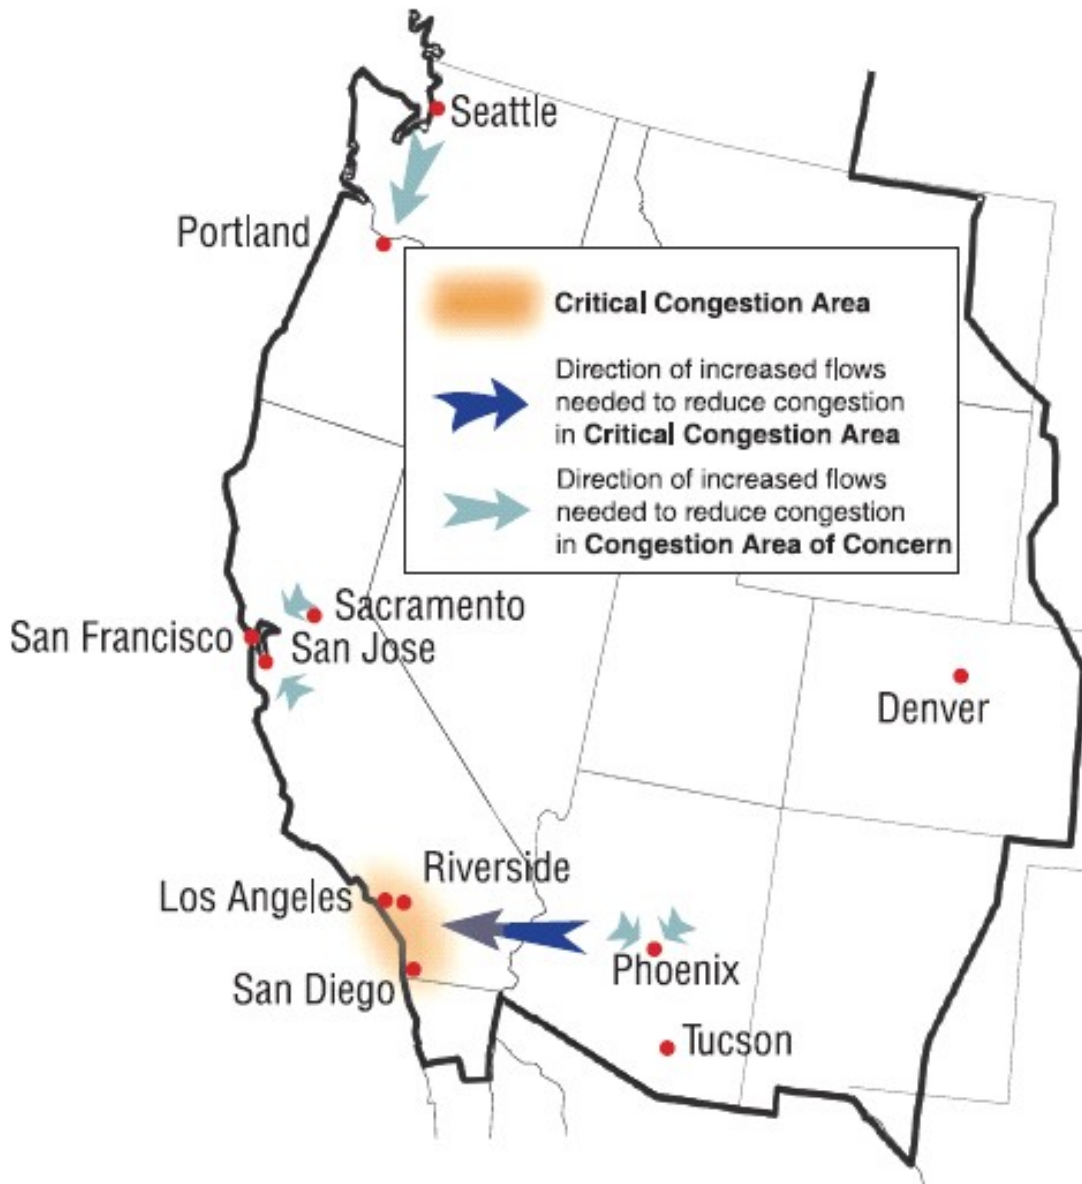 Seattle
Portland
Critical Congestion Area
Direction of increased flows
needed to reduce congestion
in Critical Congestion Area
Direction of increased flows
needed to reduce congestion
in Congestion Area of Concern
Sacramento
San Francisco
San Jose
Denver
Riverside
Los Angeles
Phoenix
San Diego
Tucson